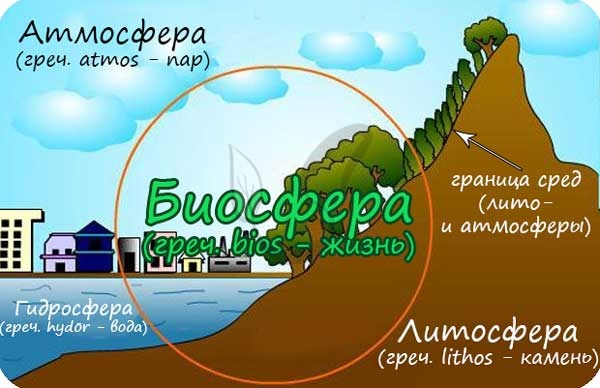 Атмосфера
(греч. atmos - пар)
Биосфера
(греч. bios - жизнь)
граница сред
(лито-
и атмосферы)
Гидросфера
(греч. hydor - вода)
Литосфера
(греч. lithos - камень)